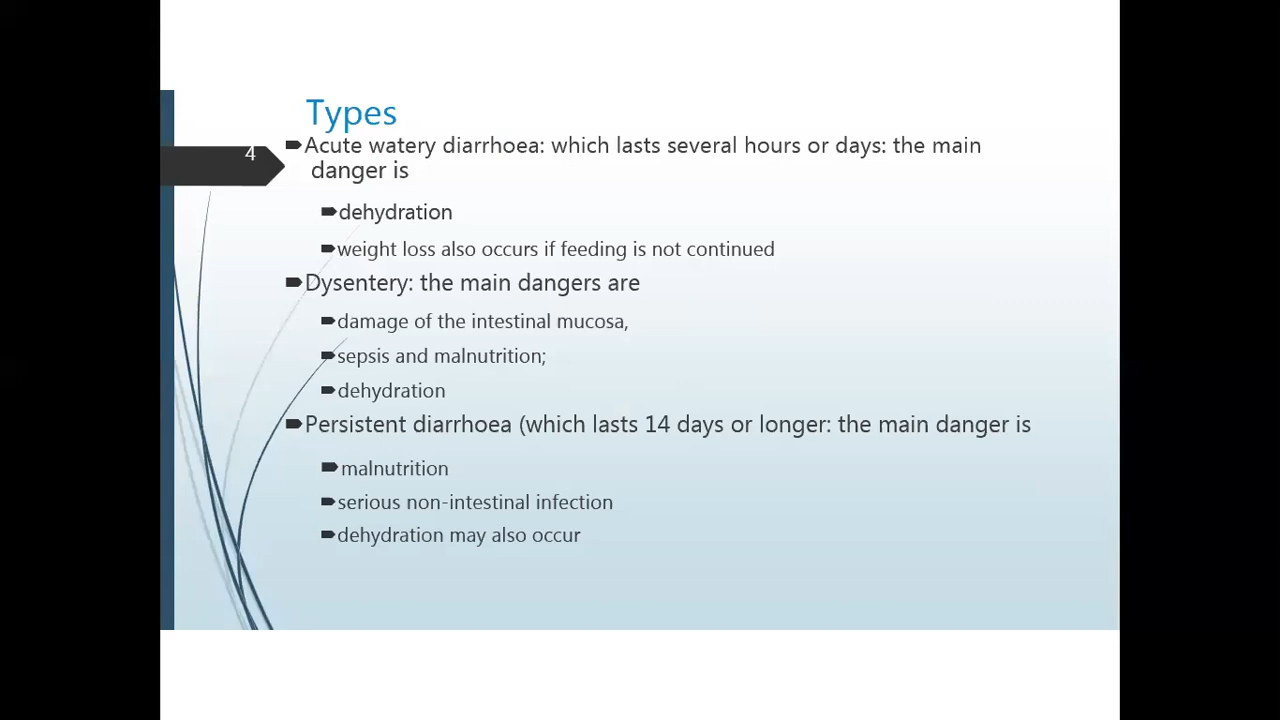 Types
4
Acute watery diarrhoea: which lasts several hours or days: the main
danger is
dehydration
weight loss also occurs if feeding is not continued
Dysentery: the main dangers are
damage of the intestinal mucosa,
sepsis and malnutrition;
dehydration
Persistent diarrhoea (which lasts 14 days or longer: the main danger is
malnutrition
serious non-intestinal infection
dehydration may also occur